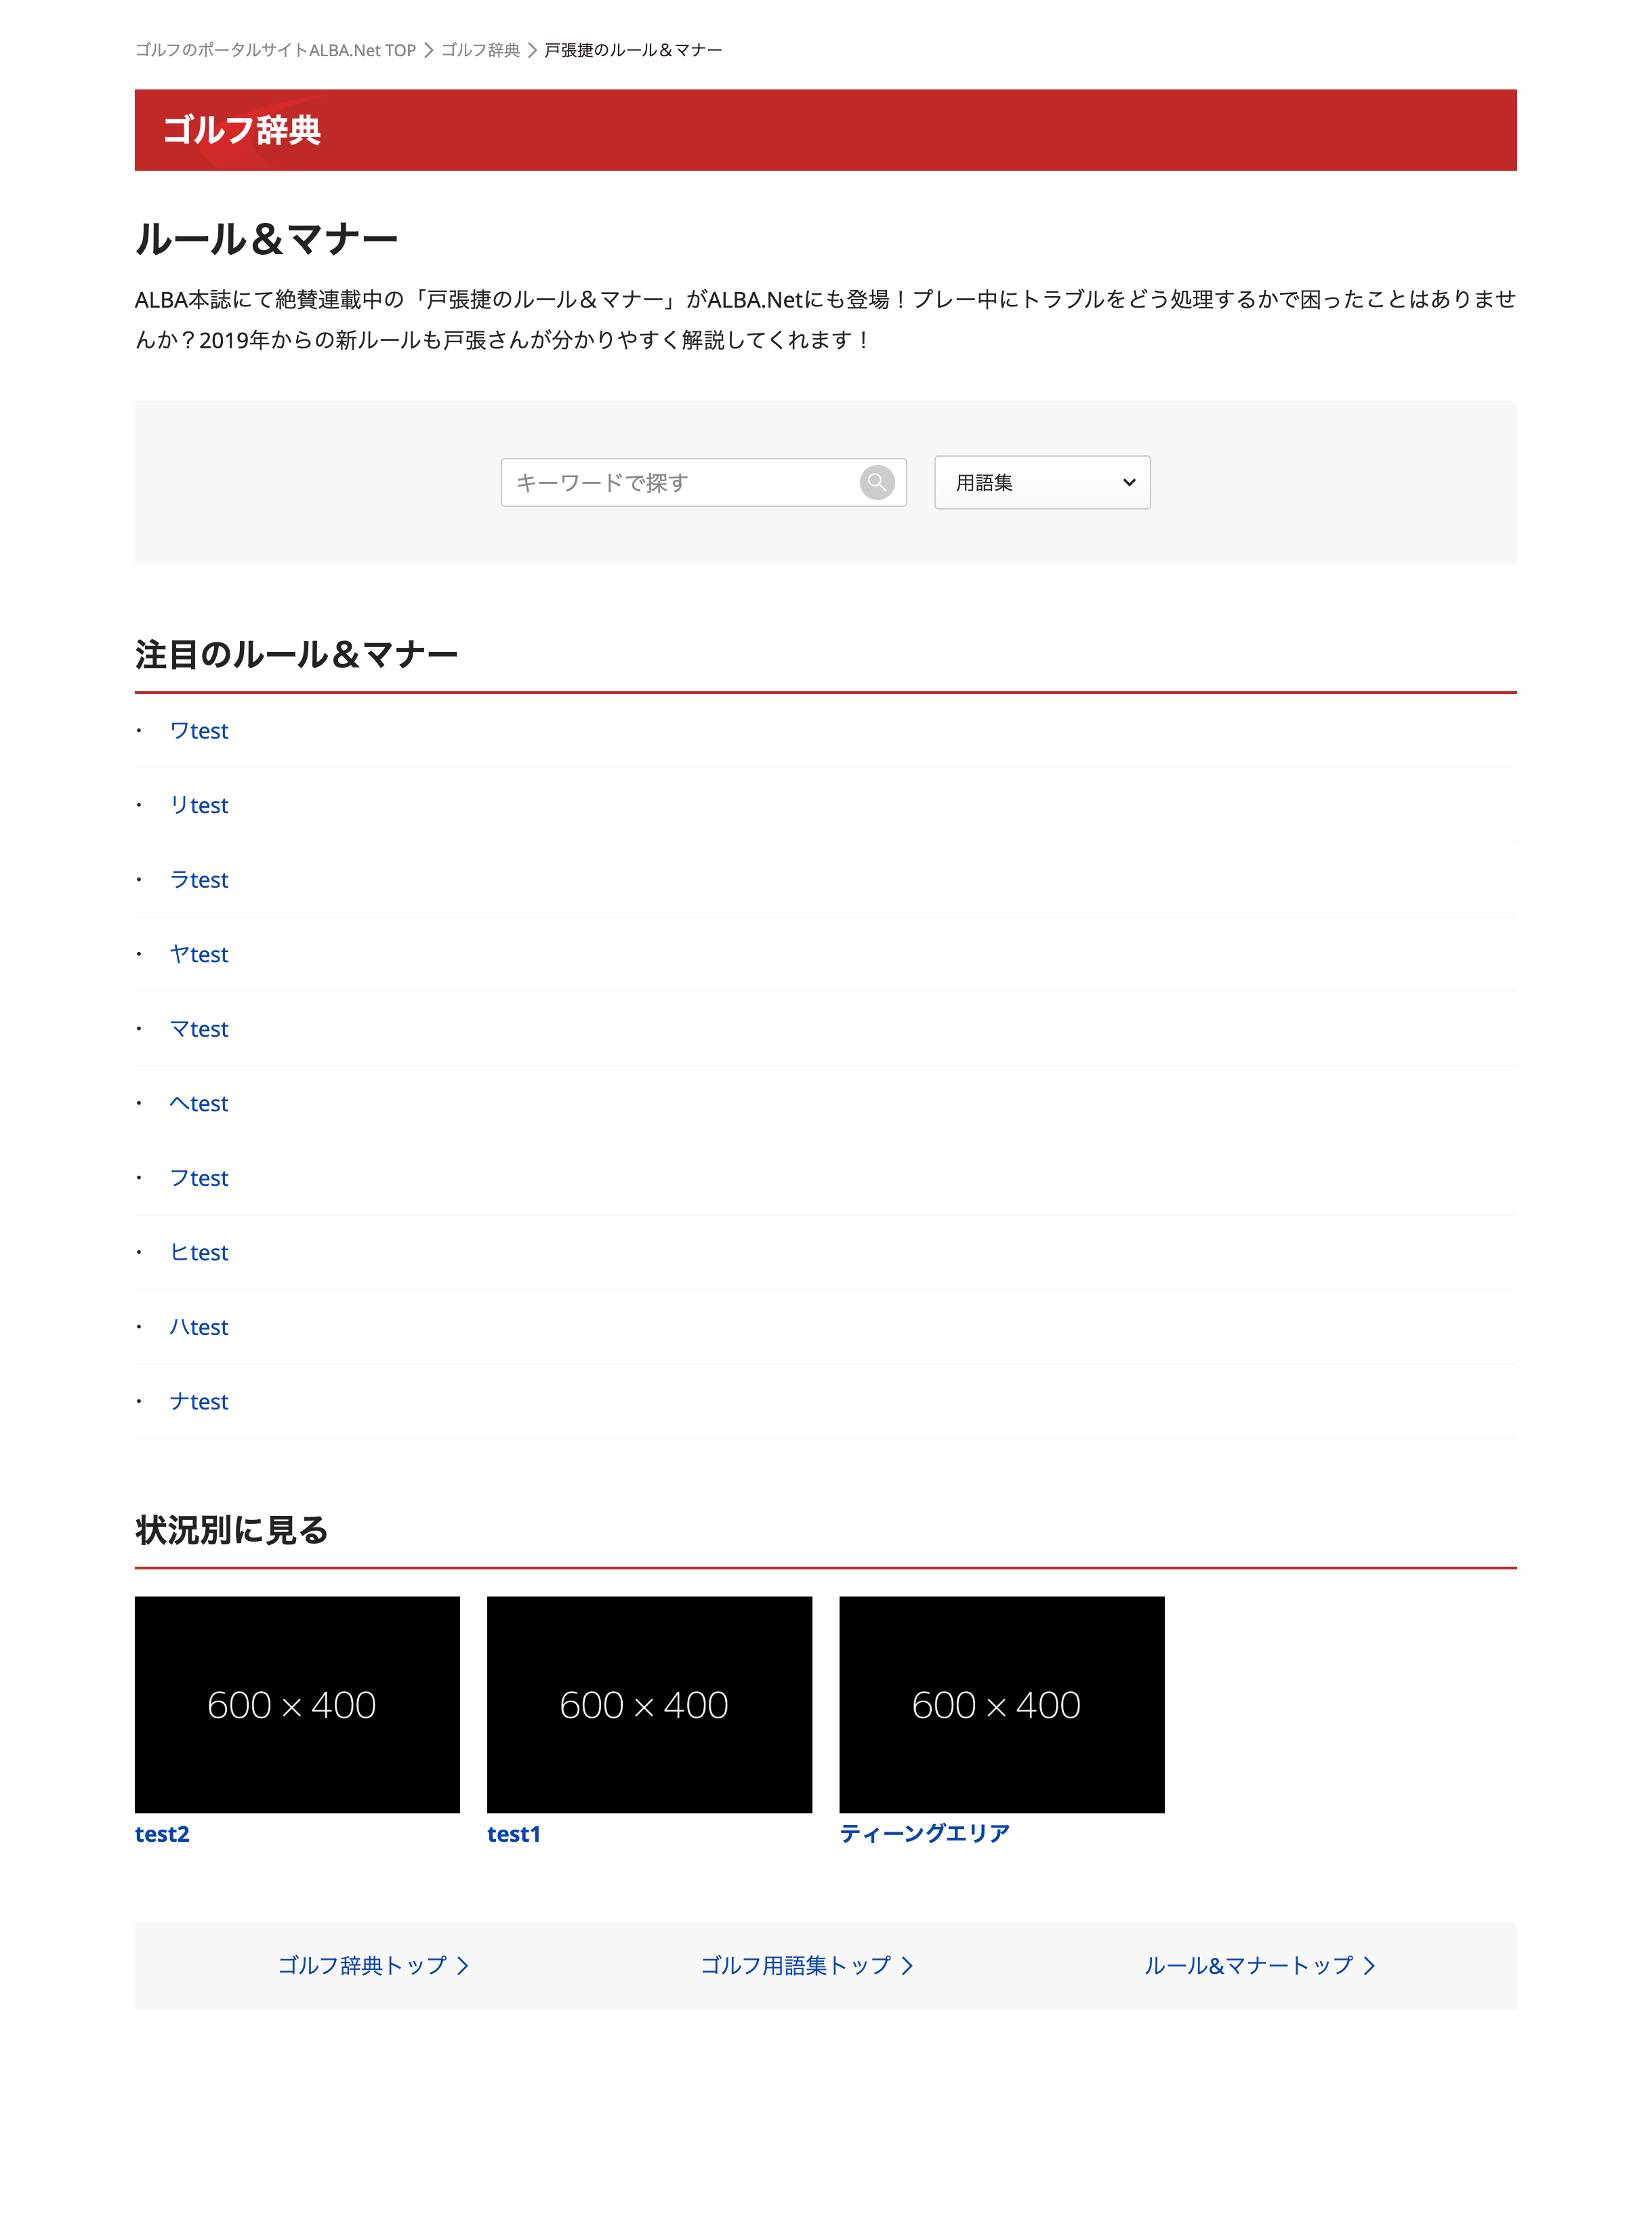 ゴルフのポータルサイトALBA.Net TOP > ゴルフ辞典 > 戸張捷のルール＆マナー
ゴルフ辞典
ルール＆マナー
ALBA本誌にて絶賛連載中の「戸張捷のルール＆マナー」がALBA.Netにも登場！プレー中にトラブルをどう処理するかで困ったことはありませ
んか？2019年からの新ルールも戸張さんが分かりやすく解説してくれます！
キーワードで探す 用語集
注目のルール＆マナー
・ ワtest
・ リtest
・ ラtest
・ ヤtest
・ マtest
・ ヘtest
・ フtest
・ ヒtest
・ ハtest
・ ナtest
状況別に見る
600 × 400 600 × 400 600 × 400
test2 test1 ティーングエリア
ゴルフ辞典トップ > ゴルフ用語集トップ > ルール&マナートップ >